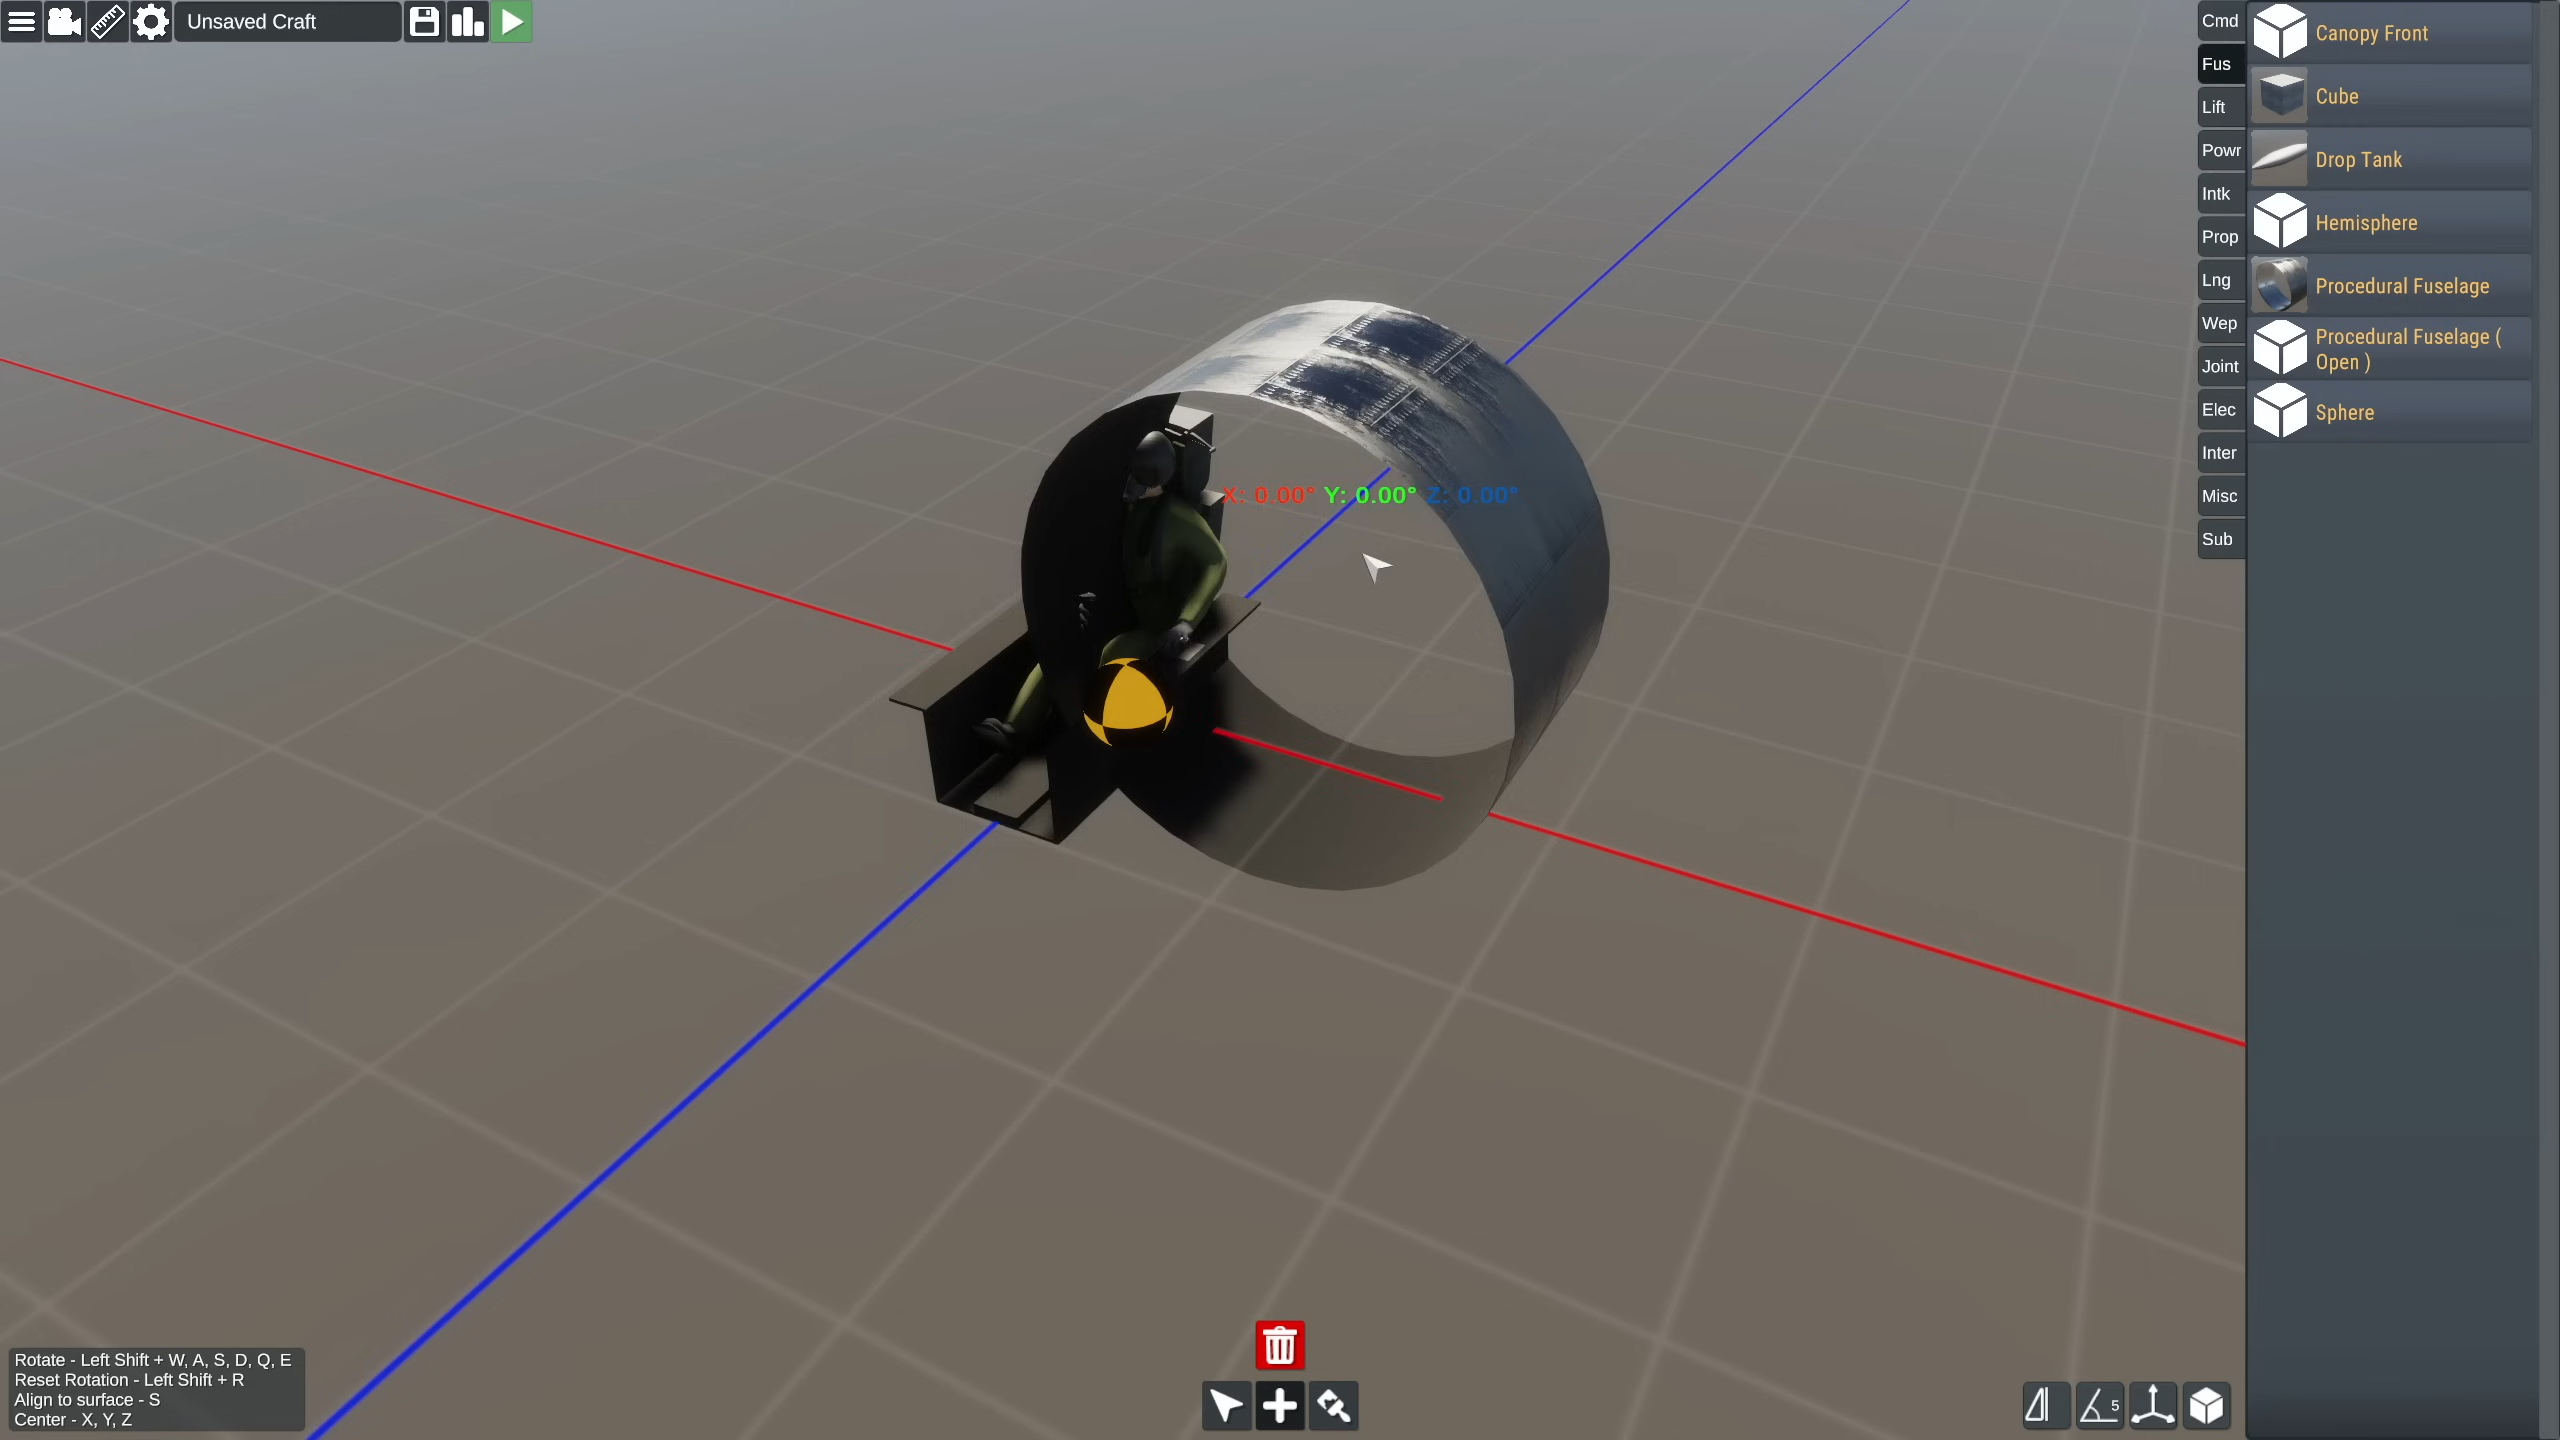 Unsaved Craft
Cmd
Fus
Lift
Powr
Intk
Prop
Lng
Wep
Joint
Elec
Inter
Misc
Sub
Canopy Front
Cube
Drop Tank
Hemisphere
Procedural Fuselage
Procedural Fuselage (
Open )
Sphere
X: 0.00° Y: 0.00° Z: 0.00°
Rotate - Left Shift + W, A, S, D, Q, E
Reset Rotation - Left Shift + R
Align to surface - S
Center - X, Y, Z
5